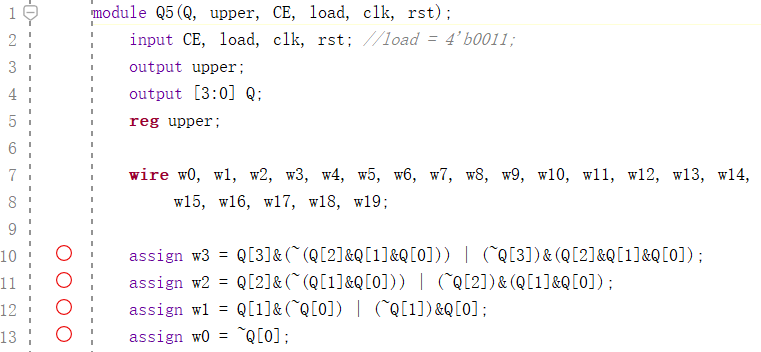 1 module Q5(Q, upper, CE, load, clk, rst);
2 input CE, load, clk, rst; //load = 4'b0011;
3 output upper;
4 output [3:0] Q;
5 reg upper;
6
7 wire w0, w1, w2, w3, w4, w5, w6, w7, w8, w9, w10, w11, w12, w13, w14,
8 w15, w16, w17, w18, w19;
9
10 assign w3 = Q[3]&(~(Q[2]&Q[1]&Q[0])) | (~Q[3])&(Q[2]&Q[1]&Q[0]);
11 assign w2 = Q[2]&(~(Q[1]&Q[0])) | (~Q[2])&(Q[1]&Q[0]);
12 assign w1 = Q[1]&(~Q[0]) | (~Q[1])&Q[0];
13 assign w0 = ~Q[0];